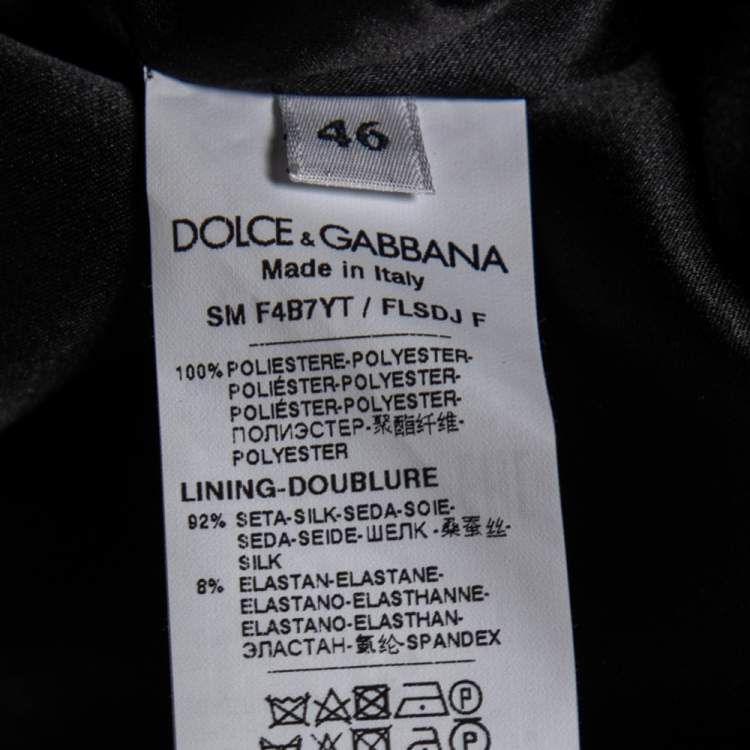 46
DOLCE & GABBANA
Made in Italy
SM F4B7YT / FLSDJ F
100% POLIESTERE-POLYESTER-
POLIÉSTER-POLYESTER-
POLIÉSTER-POLYESTER-
ПОЛИЭСТЕР-聚酯纤维-
POLYESTER
LINING-DOUBLURE
92% SETA-SILK-SEDA-SOIE-
SEDA-SEIDE-ШЕЛК -桑蚕丝-
SILK
8% ELASTAN-ELASTANE-
ELASTANO-ELASTHANNE-
ELASTANO-ELASTHAN-
ЭЛАСТАН-氨纶-SPANDEX
P
P